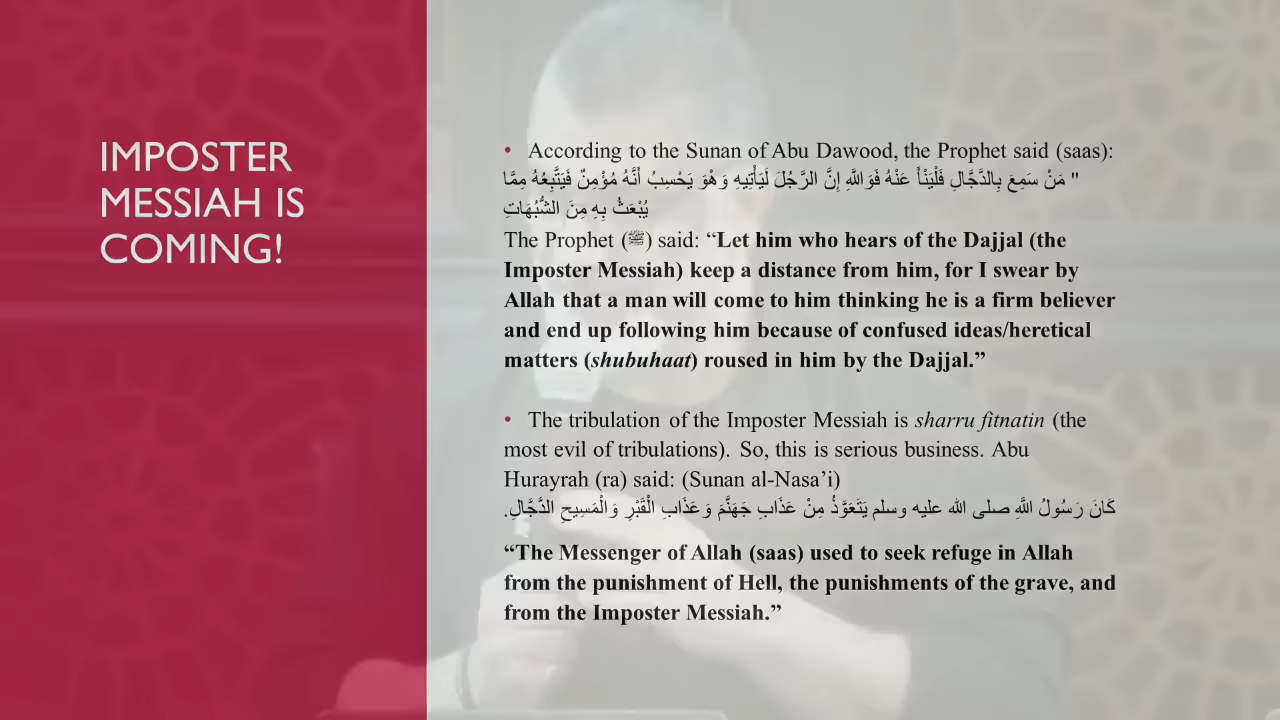 IMPOSTER
MESSIAH IS
COMING!
• According to the Sunan of Abu Dawood, the Prophet said (saas):
" مَنْ سَمِعَ بِالدَّجَّالِ فَلْيَنْأَ عَنْهُ فَوَاللَّهِ إِنَّ الرَّجُلَ لَيَأْتِيهِ وَهْوَ يَحْسِبُ أَنَّهُ مُؤْمِنٌ فَيَتَّبِعُهُ مِمَّا
يُبْعَثُ بِهِ مِنَ الشُّبُهَاتِ
The Prophet (ﷺ) said: “Let him who hears of the Dajjal (the
Imposter Messiah) keep a distance from him, for I swear by
Allah that a man will come to him thinking he is a firm believer
and end up following him because of confused ideas/heretical
matters (shubuhaat) roused in him by the Dajjal.”
• The tribulation of the Imposter Messiah is sharru fitnatin (the
most evil of tribulations). So, this is serious business. Abu
Hurayrah (ra) said: (Sunan al-Nasa’i)
كَانَ رَسُولُ اللَّهِ صلى الله عليه وسلم يَتَعَوَّذُ مِنْ عَذَابِ جَهَنَّمَ وَعَذَابِ الْقَبْرِ وَالْمَسِيحِ الدَّجَّالِ.
“The Messenger of Allah (saas) used to seek refuge in Allah
from the punishment of Hell, the punishments of the grave, and
from the Imposter Messiah.”